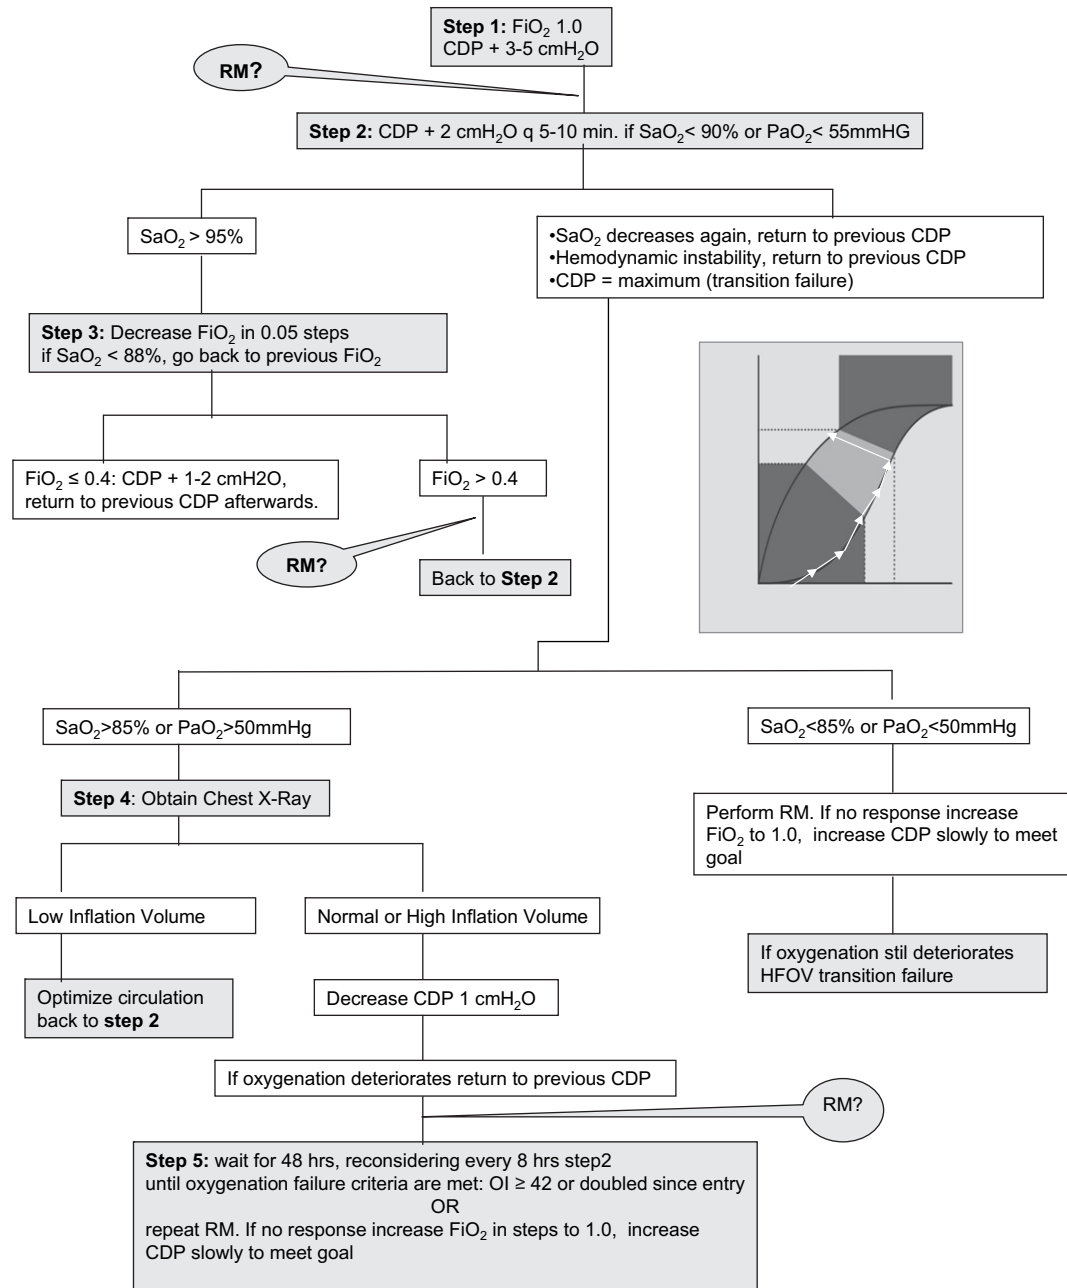 Step 1: FiO₂ 1.0
CDP + 3-5 cmH₂O
RM?
Step 2: CDP + 2 cmH₂O q 5-10 min. if SaO₂< 90% or PaO₂< 55mmHG
SaO₂ > 95%
•SaO₂ decreases again, return to previous CDP
•Hemodynamic instability, return to previous CDP
•CDP = maximum (transition failure)
Step 3: Decrease FiO₂ in 0.05 steps
if SaO₂ < 88%, go back to previous FiO₂
FiO₂ ≤ 0.4: CDP + 1-2 cmH2O,
return to previous CDP afterwards.
FiO₂ > 0.4
RM?
Back to Step 2
SaO₂>85% or PaO₂>50mmHg
SaO₂<85% or PaO₂<50mmHg
Step 4: Obtain Chest X-Ray
Perform RM. If no response increase
FiO₂ to 1.0, increase CDP slowly to meet
goal
Low Inflation Volume
Normal or High Inflation Volume
If oxygenation stil deteriorates
HFOV transition failure
Optimize circulation
back to step 2
Decrease CDP 1 cmH₂O
If oxygenation deteriorates return to previous CDP
RM?
Step 5: wait for 48 hrs, reconsidering every 8 hrs step2
until oxygenation failure criteria are met: OI ≥ 42 or doubled since entry
OR
repeat RM. If no response increase FiO₂ in steps to 1.0, increase
CDP slowly to meet goal